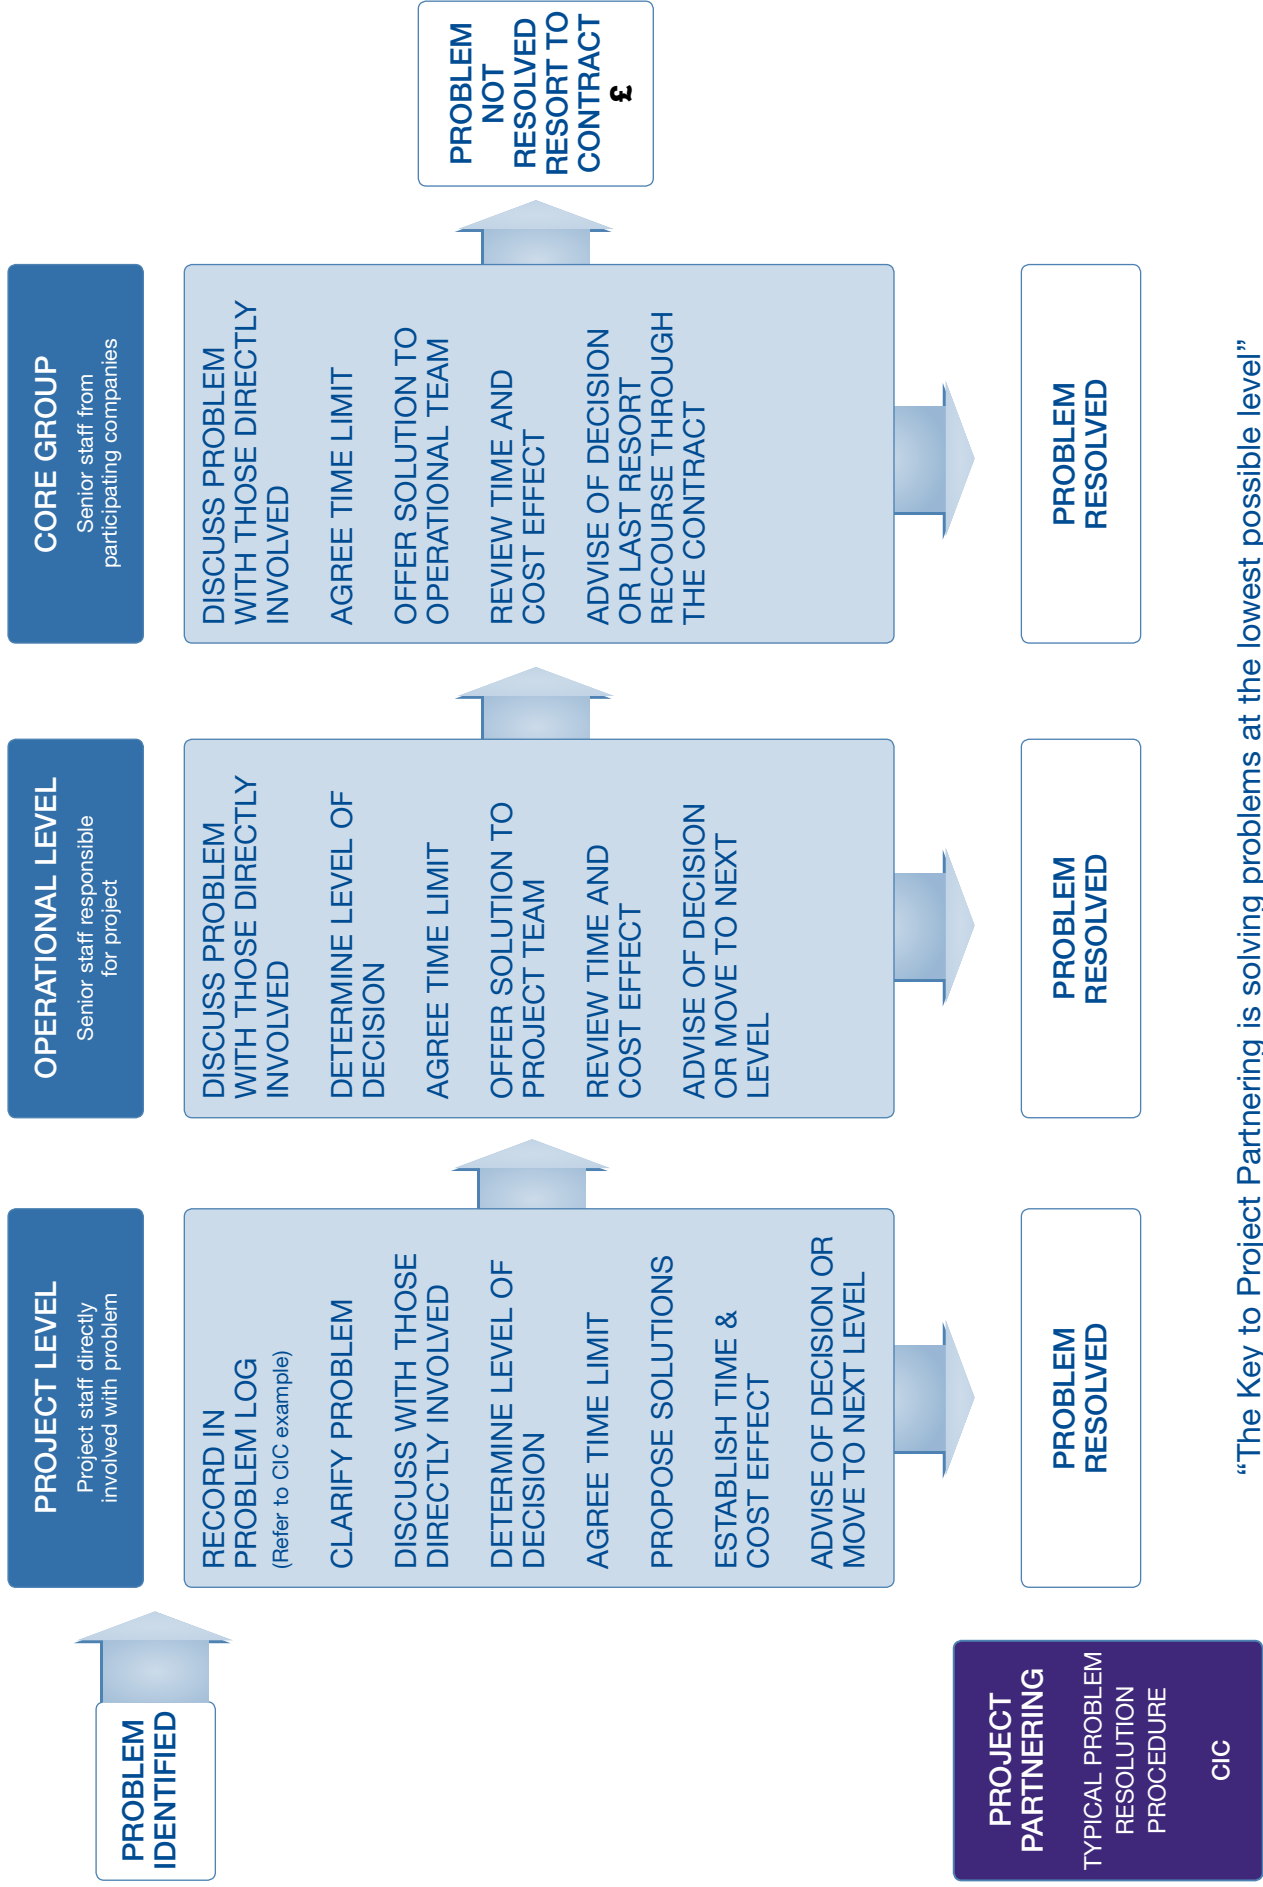 PROBLEM
IDENTIFIED
PROJECT LEVEL
Project staff directly
involved with problem
RECORD IN
PROBLEM LOG
(Refer to CIC example)
CLARIFY PROBLEM
DISCUSS WITH THOSE
DIRECTLY INVOLVED
DETERMINE LEVEL OF
DECISION
AGREE TIME LIMIT
PROPOSE SOLUTIONS
ESTABLISH TIME &
COST EFFECT
ADVISE OF DECISION OR
MOVE TO NEXT LEVEL
PROBLEM
RESOLVED
OPERATIONAL LEVEL
Senior staff responsible
for project
DISCUSS PROBLEM
WITH THOSE DIRECTLY
INVOLVED
DETERMINE LEVEL OF
DECISION
AGREE TIME LIMIT
OFFER SOLUTION TO
PROJECT TEAM
REVIEW TIME AND
COST EFFECT
ADVISE OF DECISION
OR MOVE TO NEXT
LEVEL
PROBLEM
RESOLVED
CORE GROUP
Senior staff from
participating companies
DISCUSS PROBLEM
WITH THOSE DIRECTLY
INVOLVED
AGREE TIME LIMIT
OFFER SOLUTION TO
OPERATIONAL TEAM
REVIEW TIME AND
COST EFFECT
ADVISE OF DECISION
OR LAST RESORT
RECOURSE THROUGH
THE CONTRACT
PROBLEM
RESOLVED
PROBLEM
NOT
RESOLVED
RESORT TO
CONTRACT
£
PROJECT
PARTNERING
TYPICAL PROBLEM
RESOLUTION
PROCEDURE
CIC
“The Key to Project Partnering is solving problems at the lowest possible level”